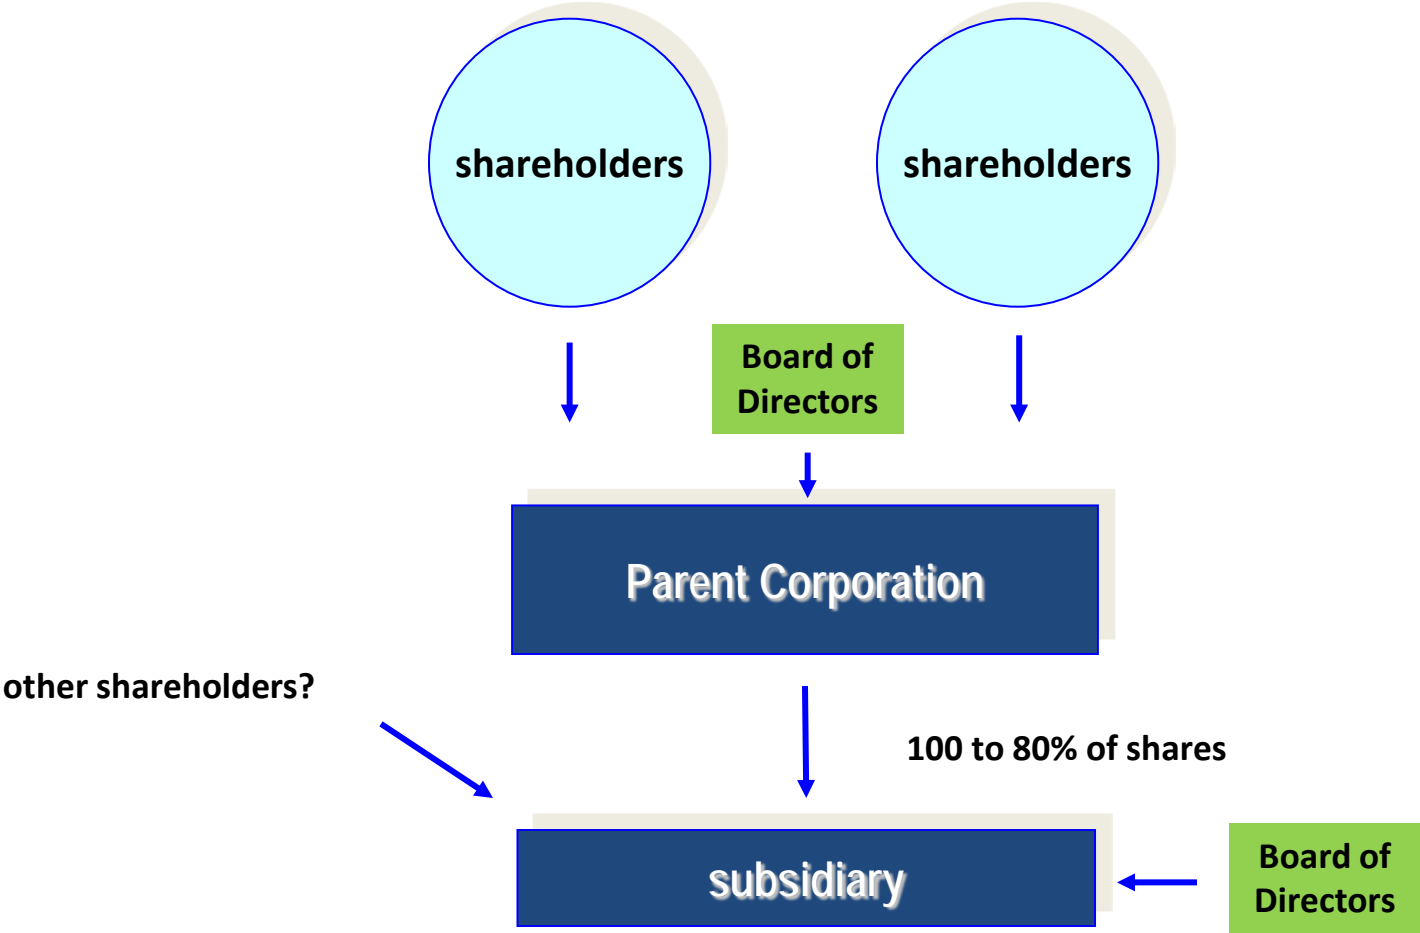 shareholders
shareholders
Board of
Directors
Parent Corporation
other shareholders?
100 to 80% of shares
subsidiary
Board of
Directors